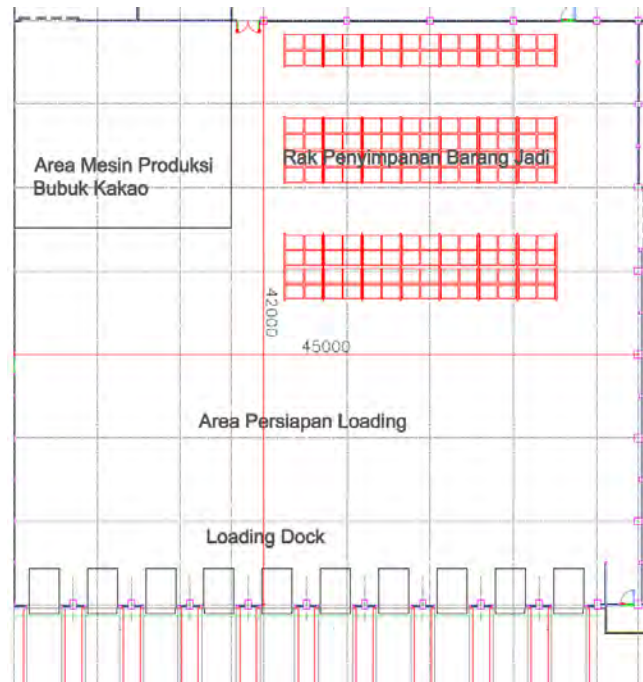 Area Mesin Produksi
Bubuk Kakao
Rak Penyimpanan Barang Jadi
42000
45000
Area Persiapan Loading
Loading Dock